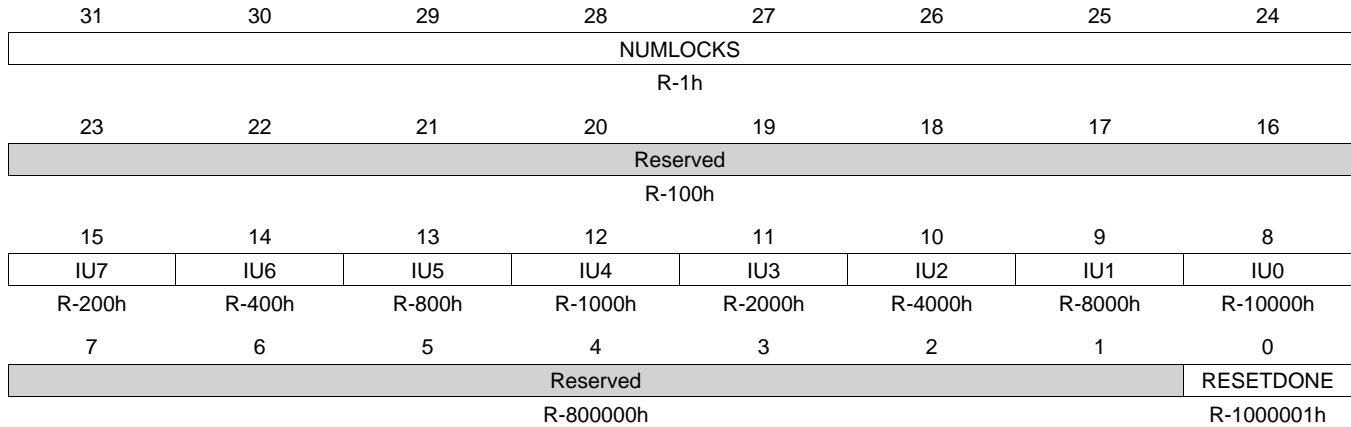 31 30 29 28 27 26 25 24
NUMLOCKS
R-1h
23 22 21 20 19 18 17 16
Reserved
R-100h
15 14 13 12 11 10 9 8
IU7 IU6 IU5 IU4 IU3 IU2 IU1 IU0
R-200h R-400h R-800h R-1000h R-2000h R-4000h R-8000h R-10000h
7 6 5 4 3 2 1 0
Reserved RESETDONE
R-800000h R-1000001h